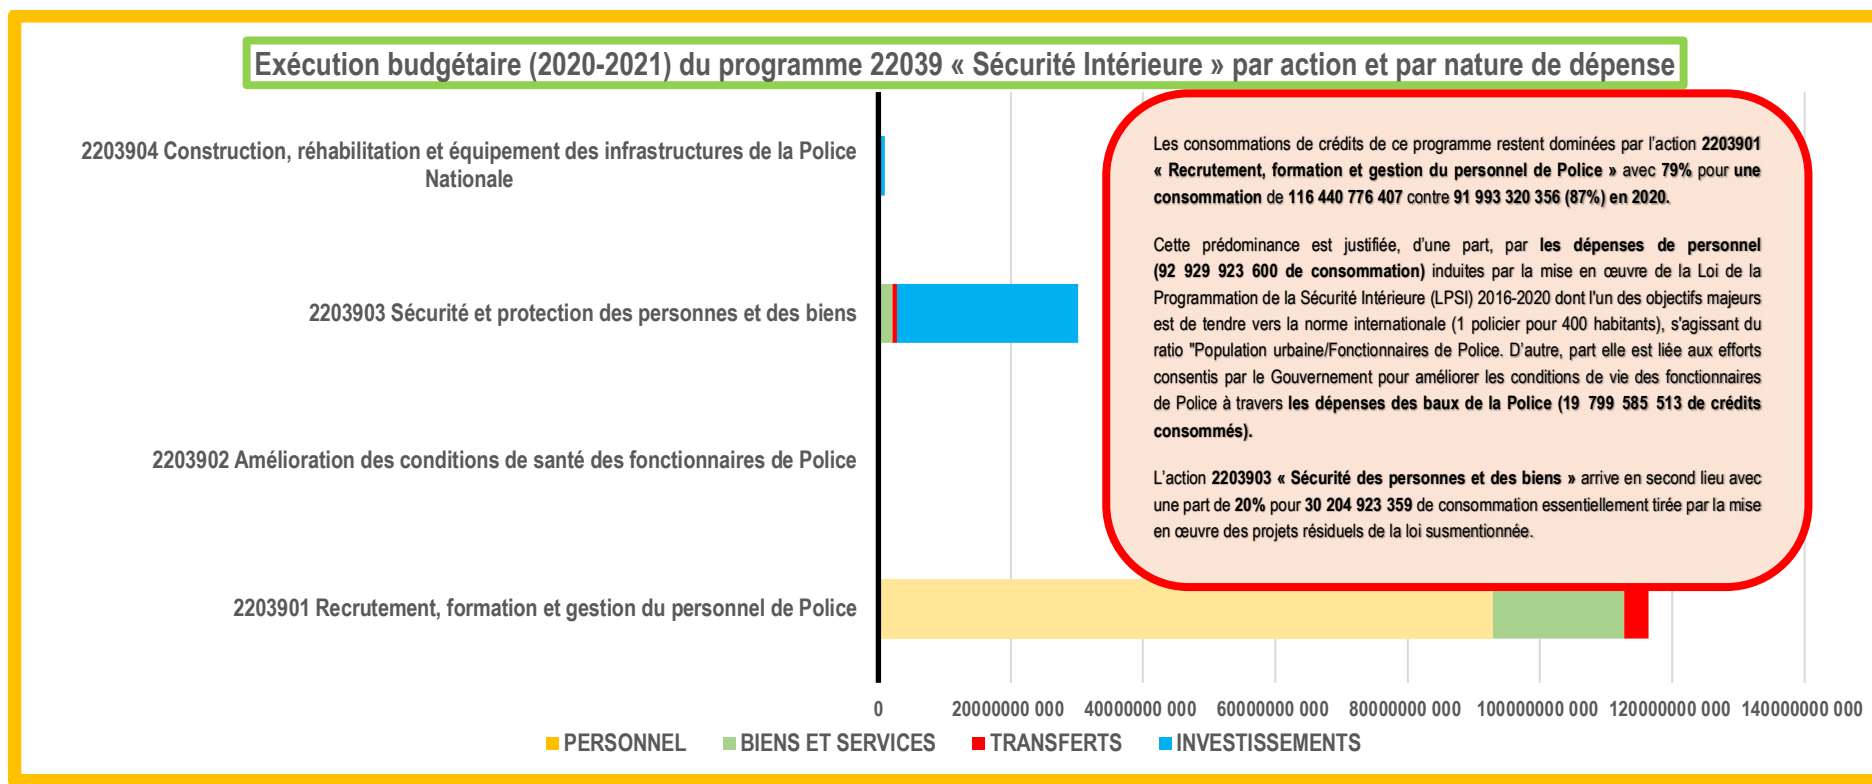 Exécution budgétaire (2020-2021) du programme 22039 « Sécurité Intérieure » par action et par nature de dépense
2203904 Construction, réhabilitation et équipement des infrastructures de la Police
Nationale
2203903 Sécurité et protection des personnes et des biens
2203902 Amélioration des conditions de santé des fonctionnaires de Police
2203901 Recrutement, formation et gestion du personnel de Police
Les consommations de crédits de ce programme restent dominées par l'action 2203901
« Recrutement, formation et gestion du personnel de Police » avec 79% pour une
consommation de 116 440 776 407 contre 91 993 320 356 (87%) en 2020.
Cette prédominance est justifiée, d'une part, par les dépenses de personnel
(92 929 923 600 de consommation) induites par la mise en œuvre de la Loi de la
Programmation de la Sécurité Intérieure (LPSI) 2016-2020 dont l'un des objectifs majeurs
est de tendre vers la norme internationale (1 policier pour 400 habitants), s'agissant du
ratio "Population urbaine/Fonctionnaires de Police. D'autre, part elle est liée aux efforts
consentis par le Gouvernement pour améliorer les conditions de vie des fonctionnaires
de Police à travers les dépenses des baux de la Police (19 799 585 513 de crédits
consommés).
L'action 2203903 « Sécurité des personnes et des biens » arrive en second lieu avec
une part de 20% pour 30 204 923 359 de consommation essentiellement tirée par la mise
en œuvre des projets résiduels de la loi susmentionnée.
0 20000000 000 40000000 000 60000000 000 80000000 000 100000000 000 120000000 000 140000000 000
PERSONNEL BIENS ET SERVICES TRANSFERTS INVESTISSEMENTS